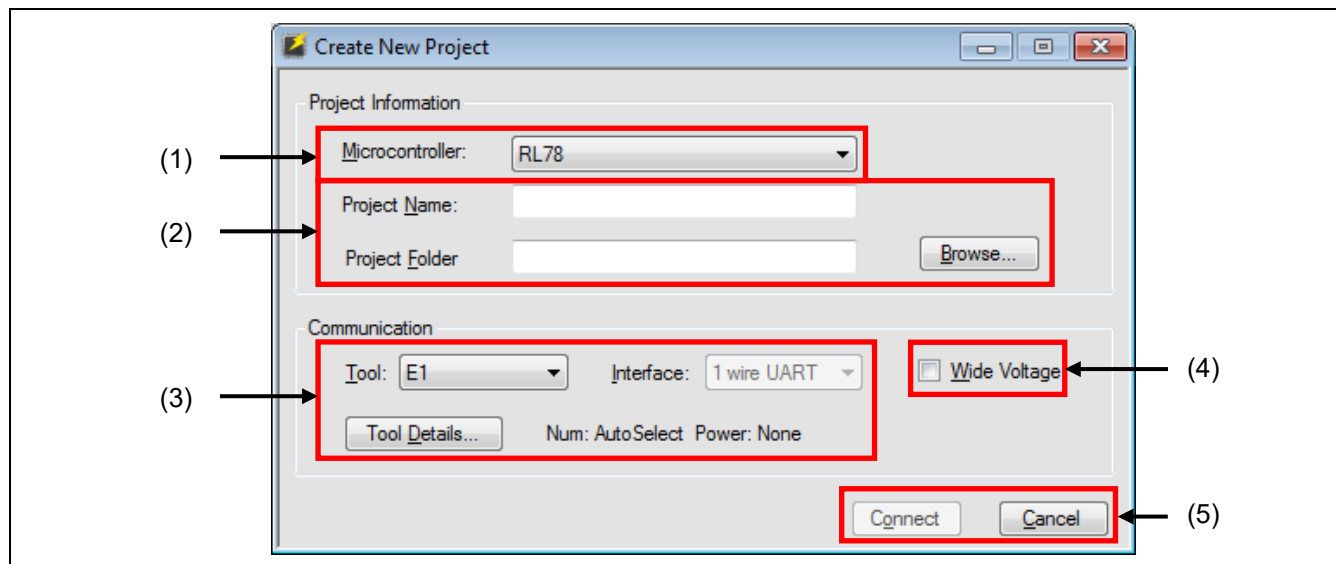 Create New Project
Project Information
(1) Microcontroller: RL78
(2) Project Name:
Project Folder Browse...
Communication
(3) Tool: E1 Interface: 1 wire UART Wide Voltage (4)
Tool Details... Num: AutoSelect Power: None
Connect Cancel (5)